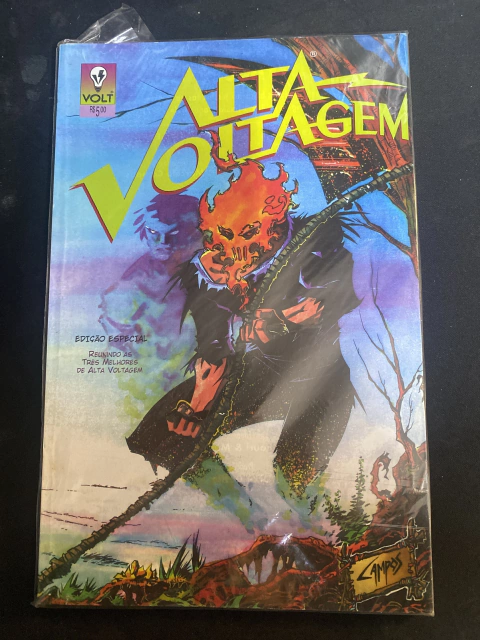 VOLT
R$5,00
ALTA
VOLTAGEM®
EDIÇÃO ESPECIAL
REUNINDO AS
TRÊS MELHORES
DE ALTA VOLTAGEM
CAMPOS